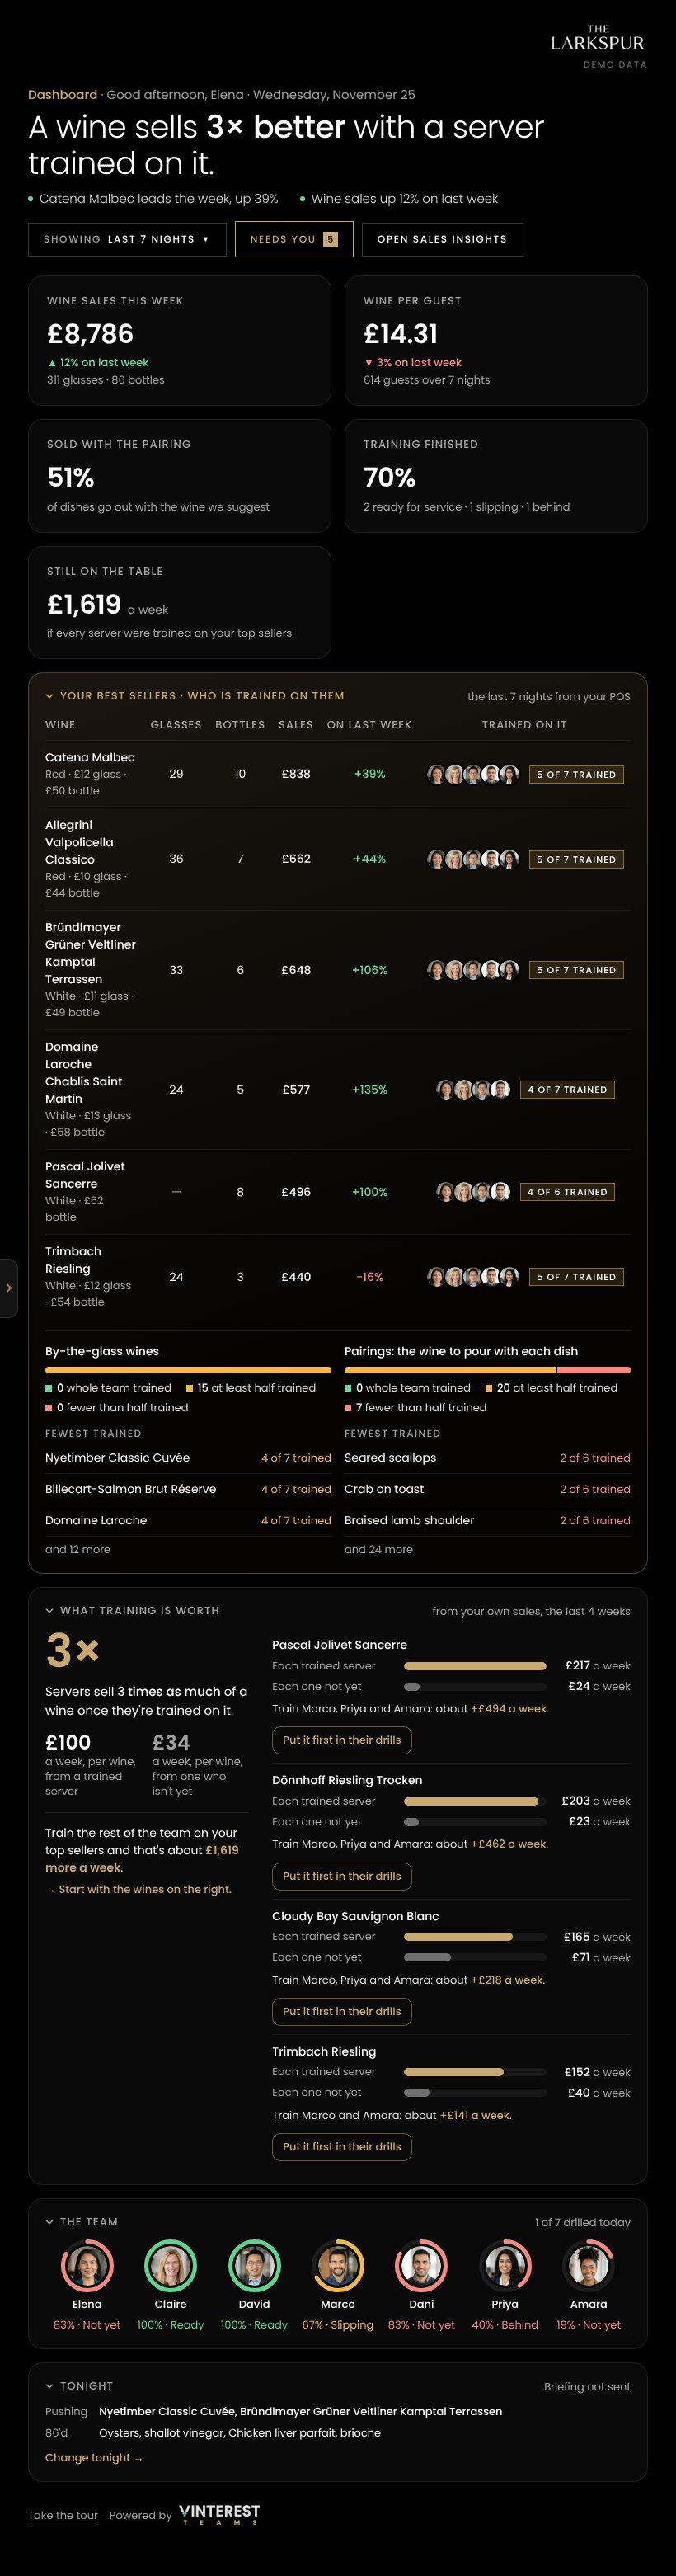 THE
LARKSPUR
DEMO DATA
Dashboard · Good afternoon, Elena · Wednesday, November 25
A wine sells 3× better with a server
trained on it.
Catena Malbec leads the week, up 39%
Wine sales up 12% on last week
SHOWING LAST 7 NIGHTS ▼
NEEDS YOU 5
OPEN SALES INSIGHTS
WINE SALES THIS WEEK
£8,786
▲ 12% on last week
311 glasses · 86 bottles
WINE PER GUEST
£14.31
▼ 3% on last week
614 guests over 7 nights
SOLD WITH THE PAIRING
51%
of dishes go out with the wine we suggest
TRAINING FINISHED
70%
2 ready for service · 1 slipping · 1 behind
STILL ON THE TABLE
£1,619 a week
if every server were trained on your top sellers
YOUR BEST SELLERS · WHO IS TRAINED ON THEM
the last 7 nights from your POS
WINE GLASSES BOTTLES SALES ON LAST WEEK TRAINED ON IT
Catena Malbec
Red · £12 glass ·
£50 bottle
29 10 £838 +39% 5 OF 7 TRAINED
Allegrini
Valpolicella
Classico
Red · £10 glass ·
£44 bottle
36 7 £662 +44% 5 OF 7 TRAINED
Bründlmayer
Grüner Veltliner
Kamptal
Terrassen
White · £11 glass ·
£49 bottle
33 6 £648 +106% 5 OF 7 TRAINED
Domaine
Laroche
Chablis Saint
Martin
White · £13 glass
· £58 bottle
24 5 £577 +135% 4 OF 7 TRAINED
Pascal Jolivet
Sancerre
White · £62
bottle
— 8 £496 +100% 4 OF 6 TRAINED
Trimbach
Riesling
White · £12 glass
· £54 bottle
24 3 £440 -16% 5 OF 7 TRAINED
By-the-glass wines
0 whole team trained 15 at least half trained
0 fewer than half trained
FEWEST TRAINED
Nyetimber Classic Cuvée 4 of 7 trained
Billecart-Salmon Brut Réserve 4 of 7 trained
Domaine Laroche 4 of 7 trained
and 12 more
Pairings: the wine to pour with each dish
0 whole team trained 20 at least half trained
7 fewer than half trained
FEWEST TRAINED
Seared scallops 2 of 6 trained
Crab on toast 2 of 6 trained
Braised lamb shoulder 2 of 6 trained
and 24 more
WHAT TRAINING IS WORTH
from your own sales, the last 4 weeks
3×
Servers sell 3 times as much of a
wine once they're trained on it.
£100
a week, per wine,
from a trained
server
£34
a week, per wine,
from one who
isn't yet
Train the rest of the team on your
top sellers and that's about £1,619
more a week.
→ Start with the wines on the right.
Pascal Jolivet Sancerre
Each trained server £217 a week
Each one not yet £24 a week
Train Marco, Priya and Amara: about +£494 a week.
Put it first in their drills
Dönnhoff Riesling Trocken
Each trained server £203 a week
Each one not yet £23 a week
Train Marco, Priya and Amara: about +£462 a week.
Put it first in their drills
Cloudy Bay Sauvignon Blanc
Each trained server £165 a week
Each one not yet £71 a week
Train Marco, Priya and Amara: about +£218 a week.
Put it first in their drills
Trimbach Riesling
Each trained server £152 a week
Each one not yet £40 a week
Train Marco and Amara: about +£141 a week.
Put it first in their drills
THE TEAM
1 of 7 drilled today
Elena Claire David Marco Dani Priya Amara
83% · Not yet 100% · Ready 100% · Ready 67% · Slipping 83% · Not yet 40% · Behind 19% · Not yet
TONIGHT
Briefing not sent
Pushing Nyetimber Classic Cuvée, Bründlmayer Grüner Veltliner Kamptal Terrassen
86'd Oysters, shallot vinegar, Chicken liver parfait, brioche
Change tonight →
Take the tour Powered by VINTEREST
TEAMS